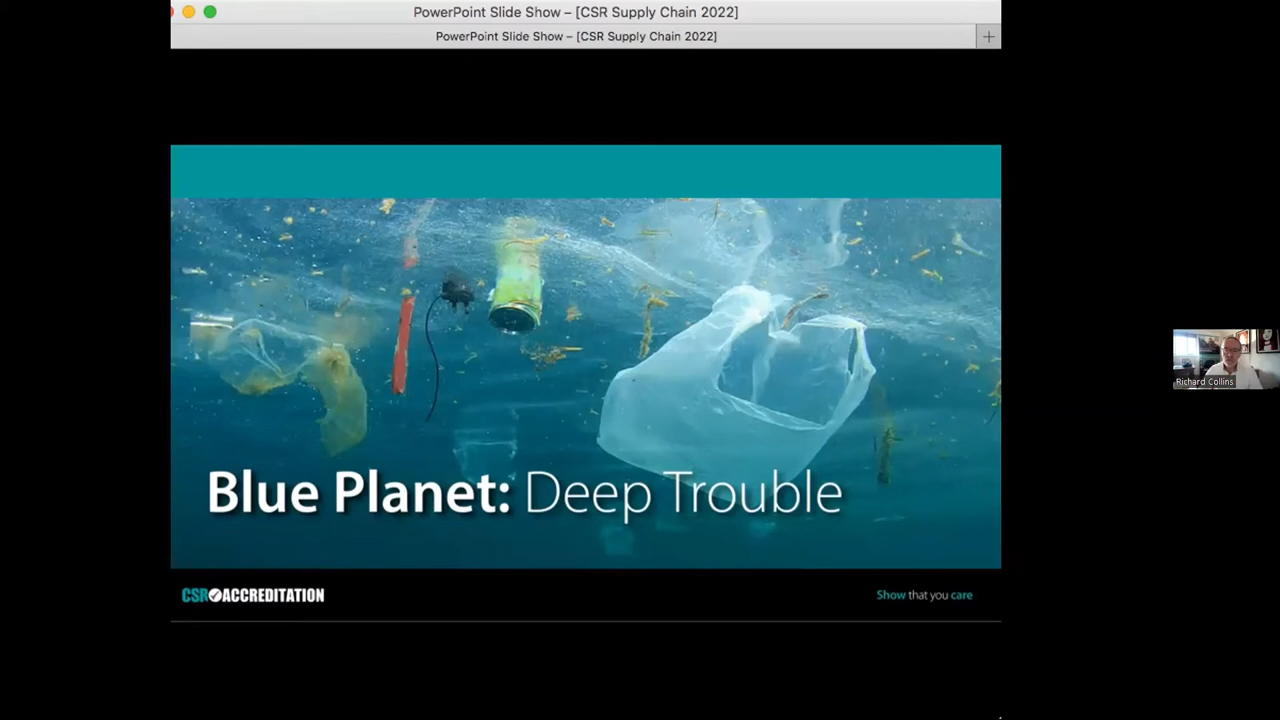 PowerPoint Slide Show – [CSR Supply Chain 2022]
PowerPoint Slide Show – [CSR Supply Chain 2022]
Blue Planet: Deep Trouble
CSR ACCREDITATION
Show that you care
Richard Collins